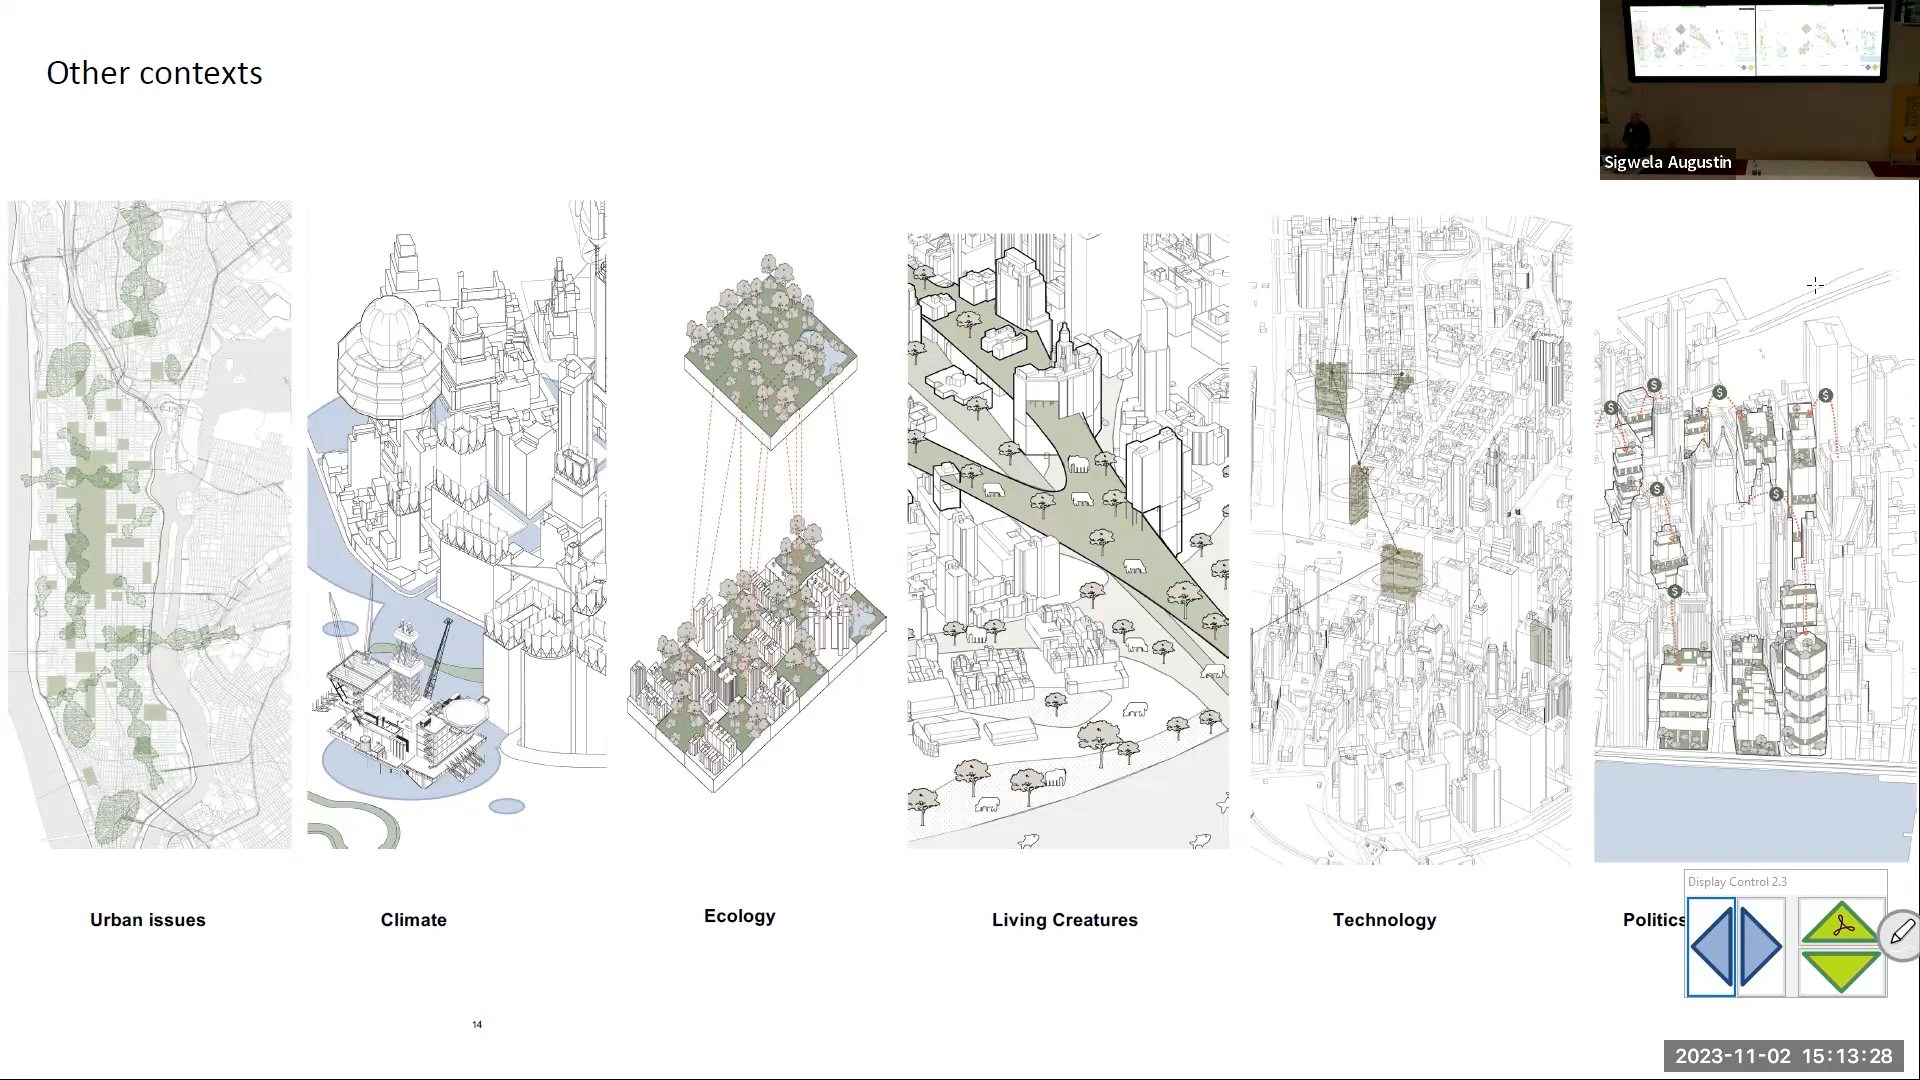 Other contexts
Sigwela Augustin
$
$
$
$
$
$
$
Urban issues
Climate
Ecology
Living Creatures
Technology
Politics
Display Control 2.3
14
2023-11-02 15:13:28